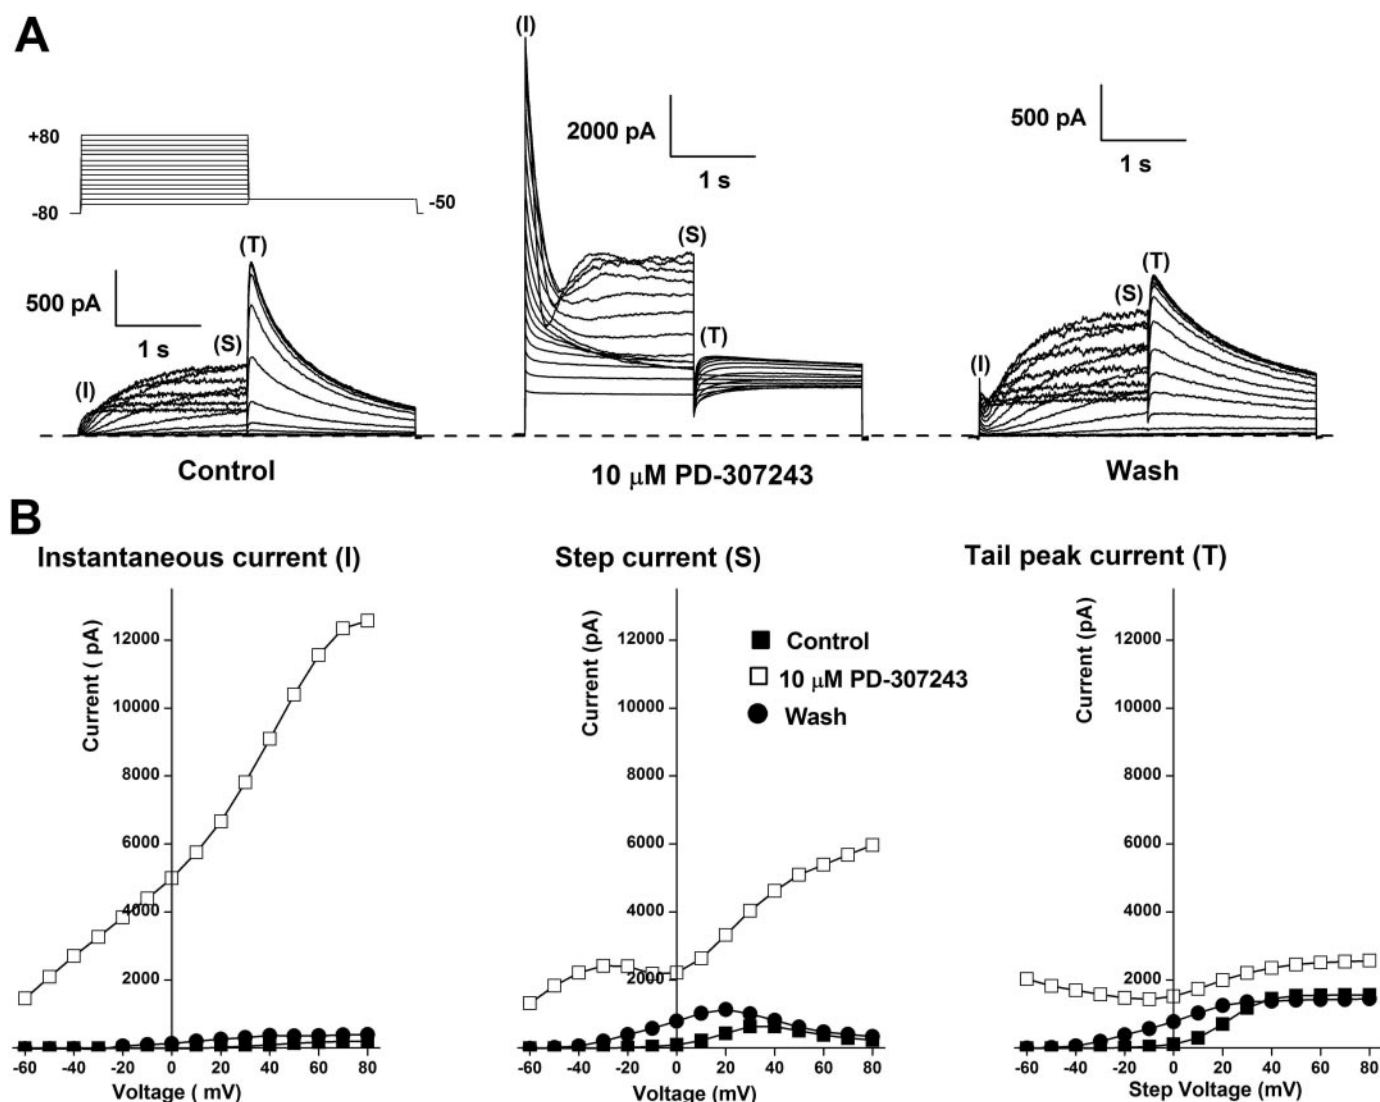 A
+80
-80
-50
500 pA
1 s
(I)
(S)
(T)
Control
(I)
2000 pA
1 s
(S)
(T)
10 μM PD-307243
500 pA
1 s
(I)
(S)
(T)
Wash
B
Instantaneous current (I)
Current ( pA)
12000
10000
8000
6000
4000
2000
-60 -40 -20 0 20 40 60 80
Voltage ( mV)
Step current (S)
Current (pA)
12000
10000
8000
6000
4000
2000
-60 -40 -20 0 20 40 60 80
Voltage (mV)
Control
10 μM PD-307243
Wash
Tail peak current (T)
Current (pA)
12000
10000
8000
6000
4000
2000
-60 -40 -20 0 20 40 60 80
Step Voltage (mV)